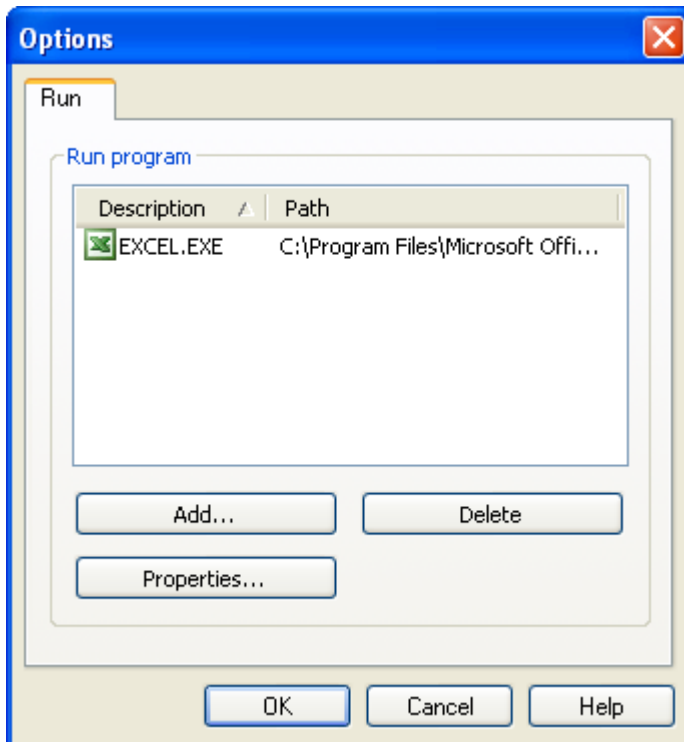 Options
Run
Run program
Description Path
EXCEL.EXE C:\Program Files\Microsoft Offi...
Add... Delete
Properties...
OK Cancel Help